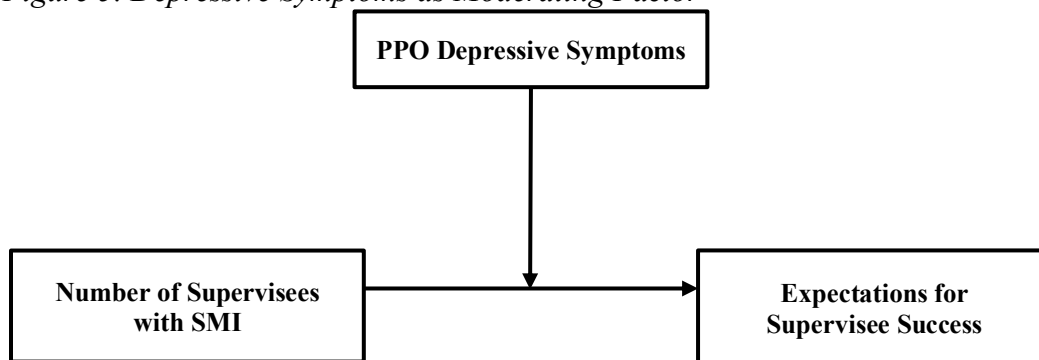 Figure 3: Depressive Symptoms as Moderating Factor
PPO Depressive Symptoms
Number of Supervisees
with SMI
Expectations for
Supervisee Success